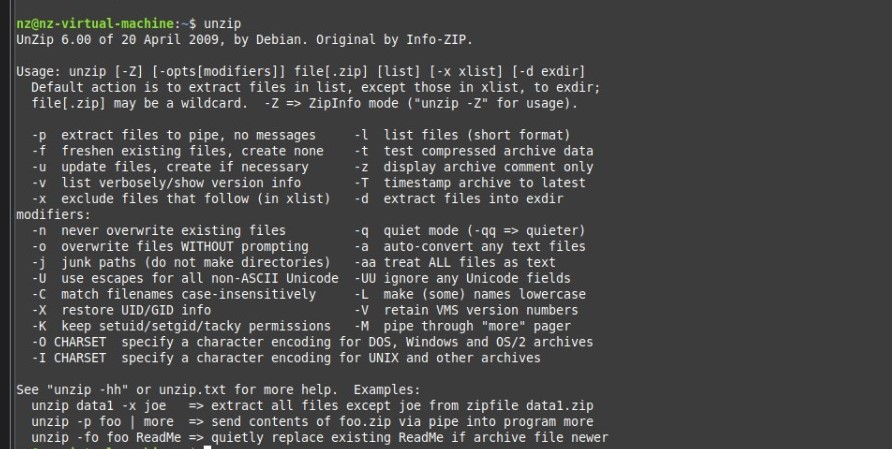 nz@nz-virtual-machine:~$ unzip
UnZip 6.00 of 20 April 2009, by Debian. Original by Info-ZIP.

Usage: unzip [-Z] [-opts[modifiers]] file[.zip] [list] [-x xlist] [-d exdir]
  Default action is to extract files in list, except those in xlist, to exdir;
  file[.zip] may be a wildcard.  -Z => ZipInfo mode ("unzip -Z" for usage).

  -p  extract files to pipe, no messages     -l  list files (short format)
  -f  freshen existing files, create none    -t  test compressed archive data
  -u  update files, create if necessary      -z  display archive comment only
  -v  list verbosely/show version info       -T  timestamp archive to latest
  -x  exclude files that follow (in xlist)   -d  extract files into exdir
modifiers:
  -n  never overwrite existing files         -q  quiet mode (-qq => quieter)
  -o  overwrite files WITHOUT prompting      -a  auto-convert any text files
  -j  junk paths (do not make directories)   -aa treat ALL files as text
  -U  use escapes for all non-ASCII Unicode  -UU ignore any Unicode fields
  -C  match filenames case-insensitively     -L  make (some) names lowercase
  -X  restore UID/GID info                   -V  retain VMS version numbers
  -K  keep setuid/setgid/tacky permissions   -M  pipe through "more" pager
  -O CHARSET  specify a character encoding for DOS, Windows and OS/2 archives
  -I CHARSET  specify a character encoding for UNIX and other archives

See "unzip -hh" or unzip.txt for more help.  Examples:
  unzip data1 -x joe   => extract all files except joe from zipfile data1.zip
  unzip -p foo | more  => send contents of foo.zip via pipe into program more
  unzip -fo foo ReadMe => quietly replace existing ReadMe if archive file newer